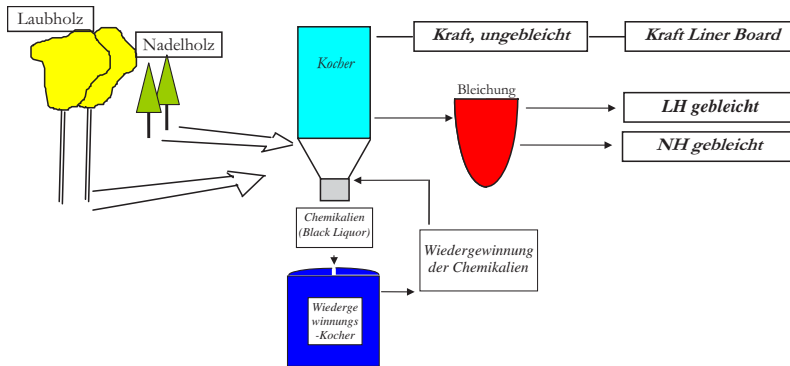 Laubholz
Nadelholz
Kocher
Kraft, ungebleicht
Kraft Liner Board
Bleichung
LH gebleicht
NH gebleicht
Chemikalien
(Black Liquor)
Wiedergewinnung
der Chemikalien
Wiederge
winnungs
-Kocher